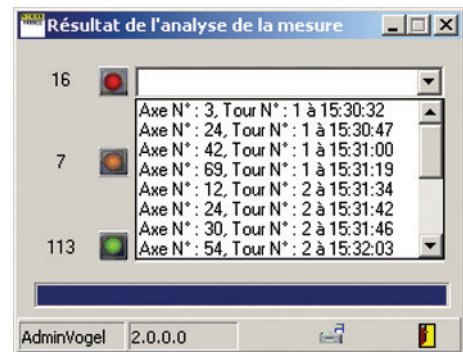 Résultat de l'analyse de la mesure
16
Axe N° : 3, Tour N° : 1 à 15:30:32
Axe N° : 24, Tour N° : 1 à 15:30:47
Axe N° : 42, Tour N° : 1 à 15:31:00
7
Axe N° : 69, Tour N° : 1 à 15:31:19
Axe N° : 12, Tour N° : 2 à 15:31:34
Axe N° : 24, Tour N° : 2 à 15:31:42
Axe N° : 30, Tour N° : 2 à 15:31:46
113
Axe N° : 54, Tour N° : 2 à 15:32:03
AdminVogel 2.0.0.0